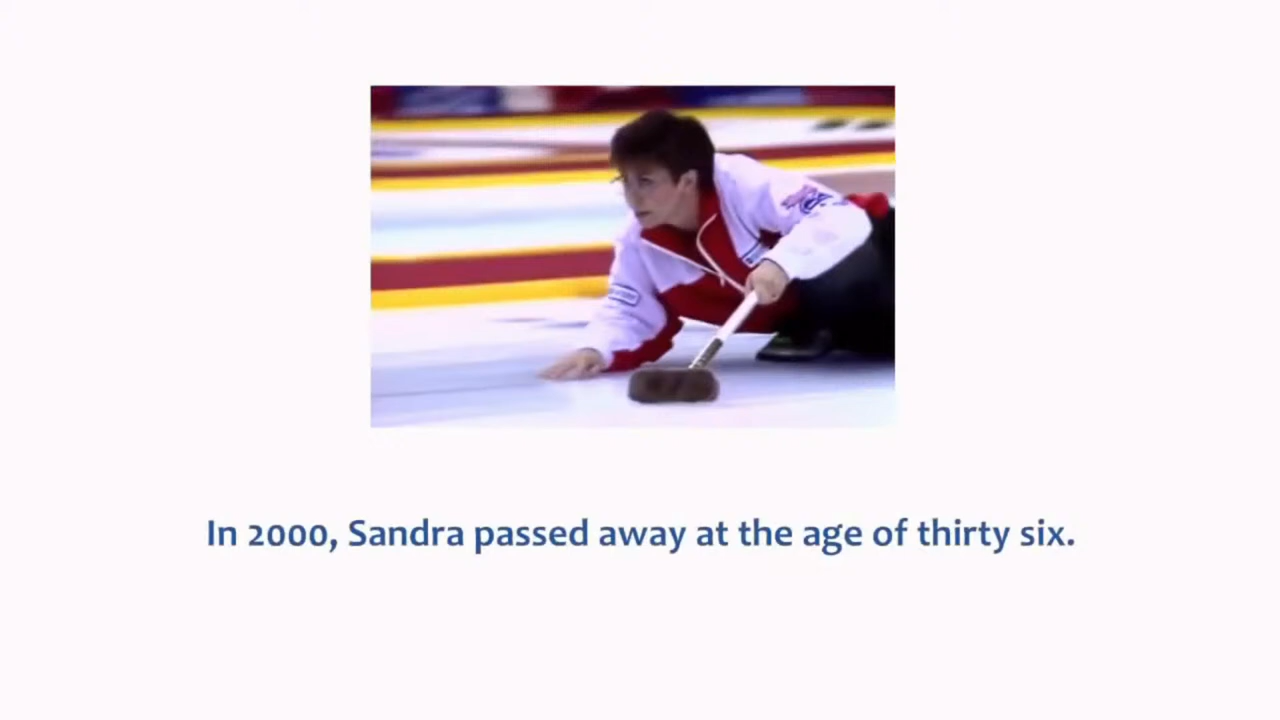 In 2000, Sandra passed away at the age of thirty six.